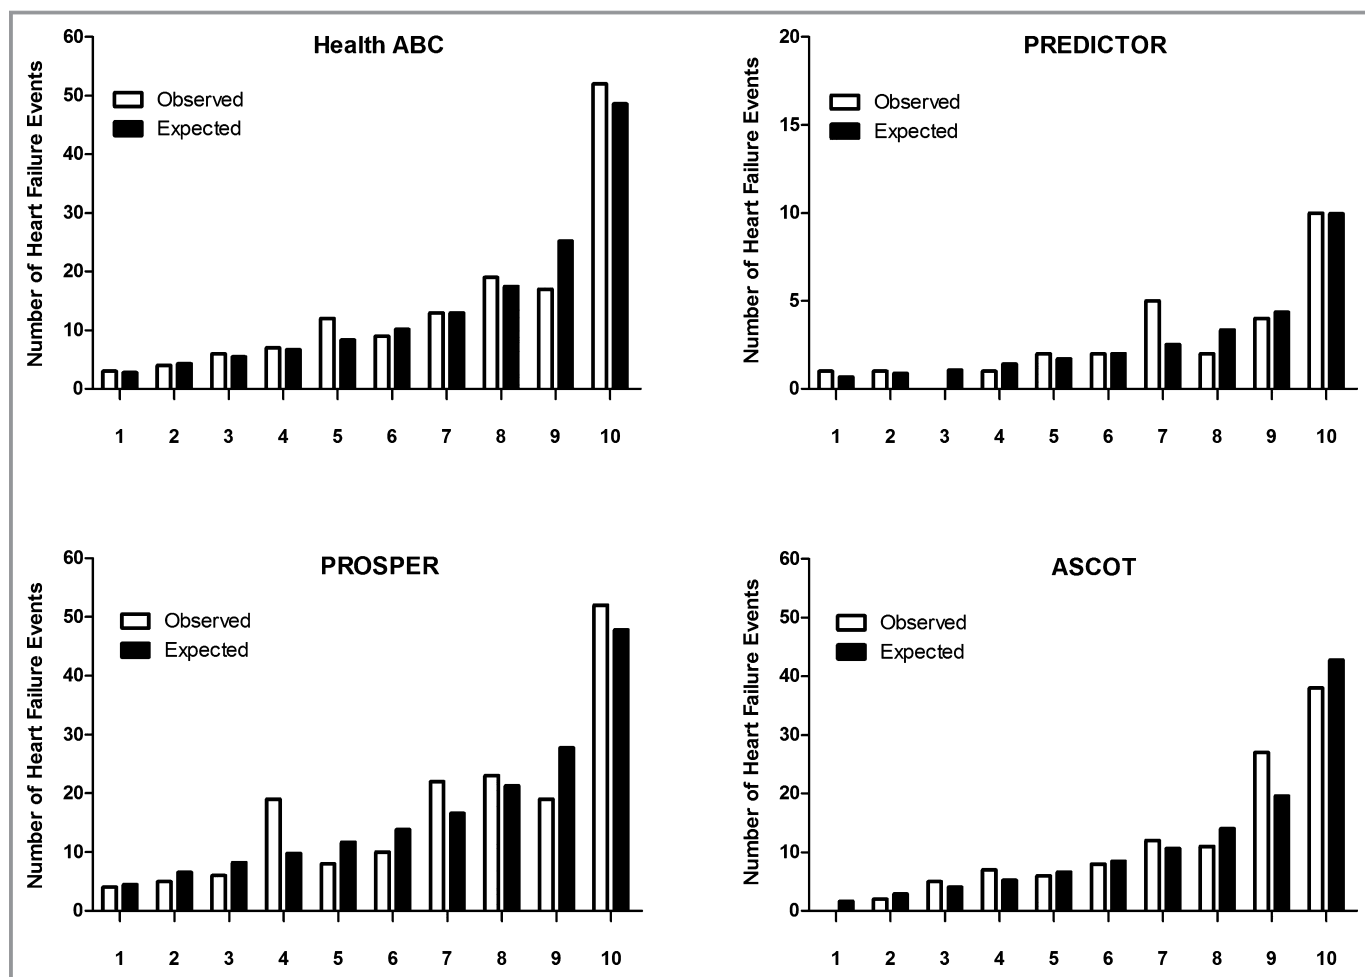 Health ABC
Number of Heart Failure Events
60
50
40
30
20
10
0
Observed
Expected
1 2 3 4 5 6 7 8 9 10
PREDICTOR
Number of Heart Failure Events
20
15
10
5
0
Observed
Expected
1 2 3 4 5 6 7 8 9 10
PROSPER
Number of Heart Failure Events
60
50
40
30
20
10
0
Observed
Expected
1 2 3 4 5 6 7 8 9 10
ASCOT
Number of Heart Failure Events
60
50
40
30
20
10
0
Observed
Expected
1 2 3 4 5 6 7 8 9 10